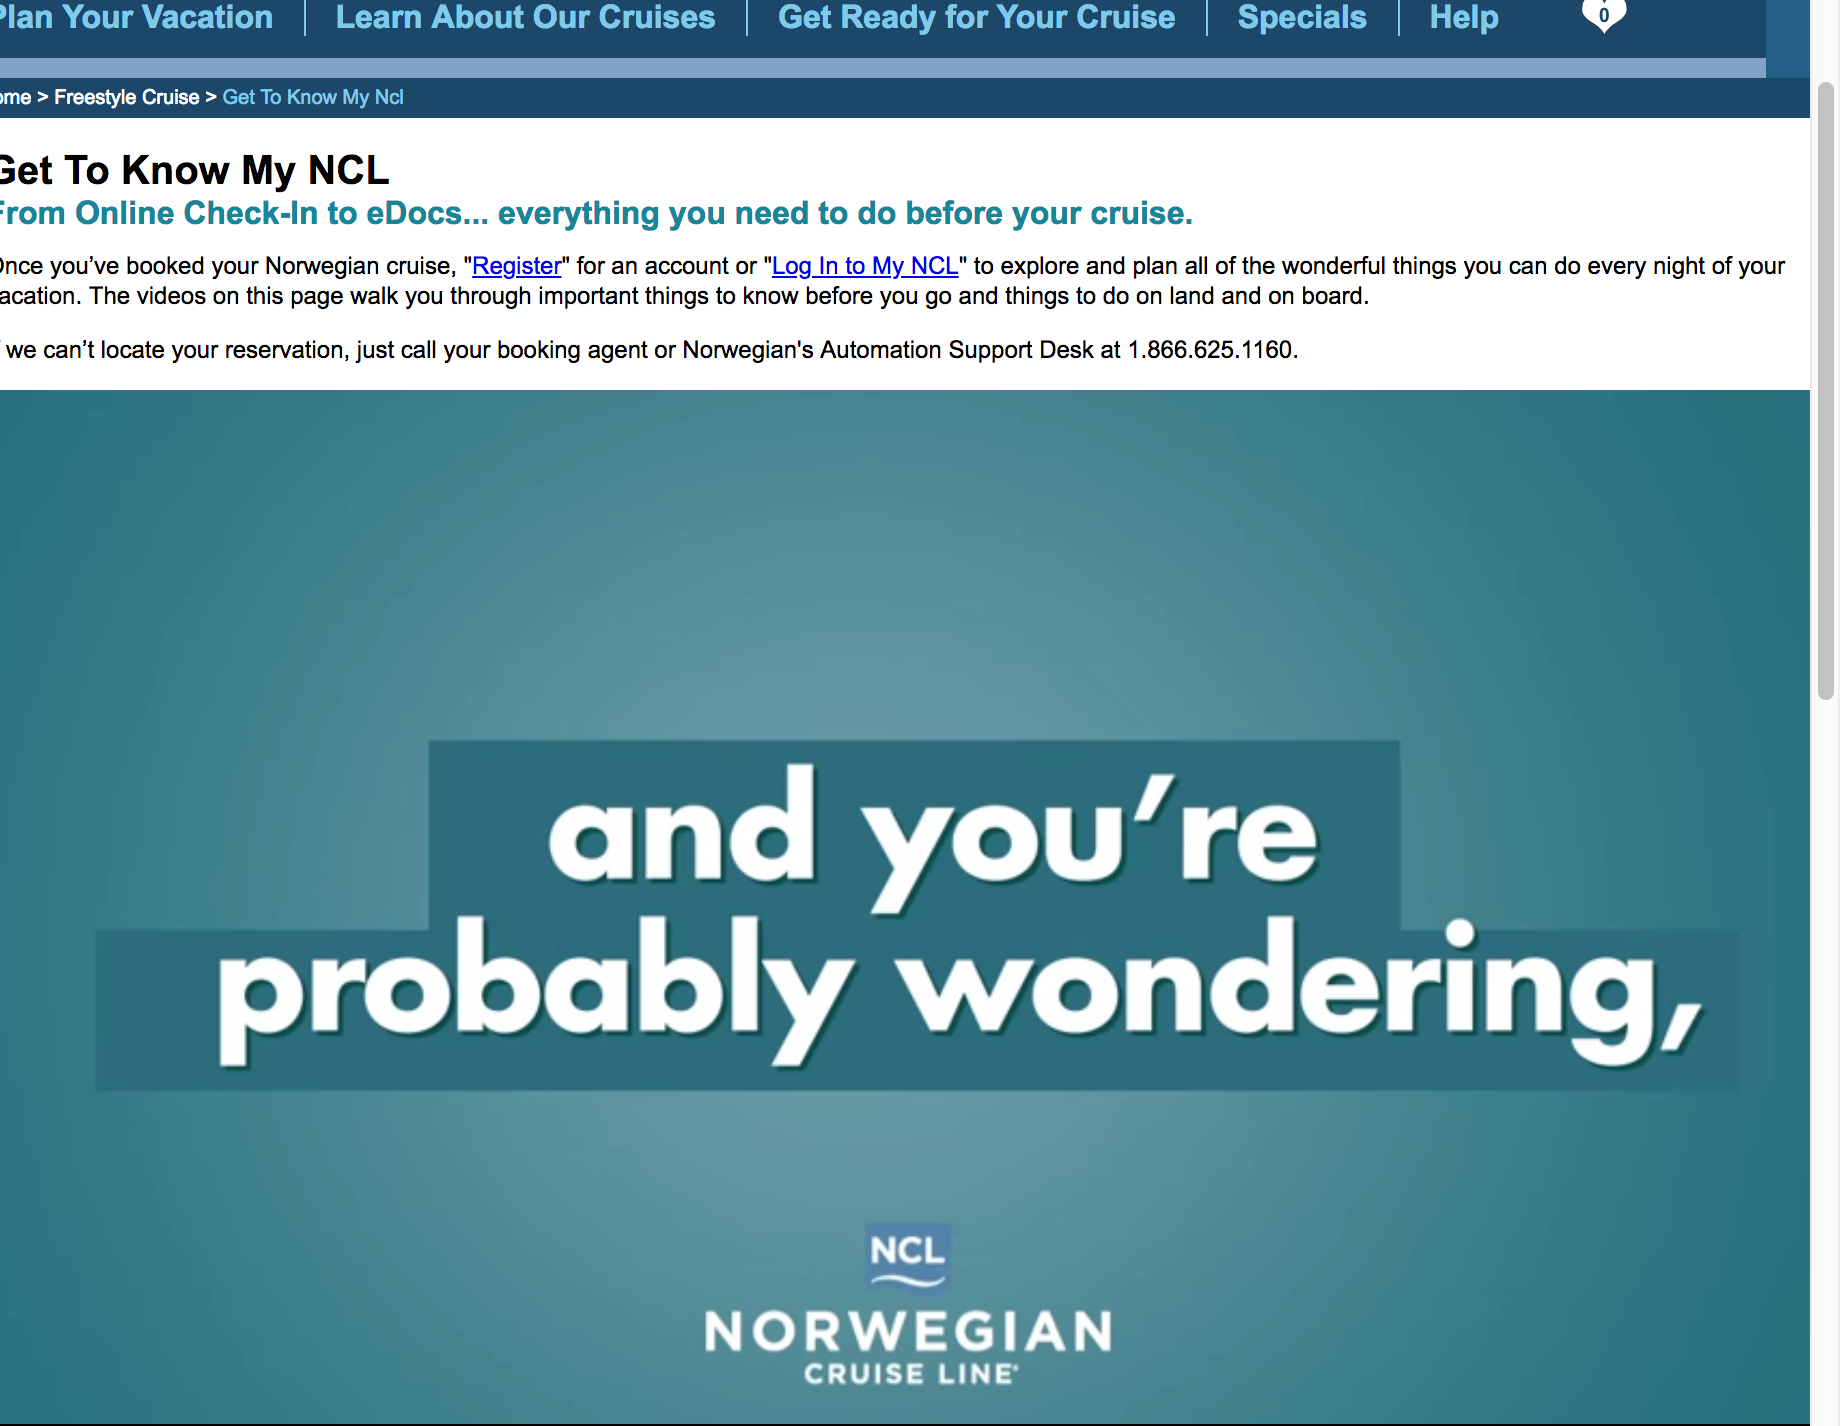 Plan Your Vacation | Learn About Our Cruises | Get Ready for Your Cruise | Specials | Help 0
ome > Freestyle Cruise > Get To Know My Ncl
Get To Know My NCL
From Online Check-In to eDocs... everything you need to do before your cruise.
Once you’ve booked your Norwegian cruise, "Register" for an account or "Log In to My NCL" to explore and plan all of the wonderful things you can do every night of your
acation. The videos on this page walk you through important things to know before you go and things to do on land and on board.
we can’t locate your reservation, just call your booking agent or Norwegian's Automation Support Desk at 1.866.625.1160.
and you’re
probably wondering,
NCL
NORWEGIAN
CRUISE LINE®